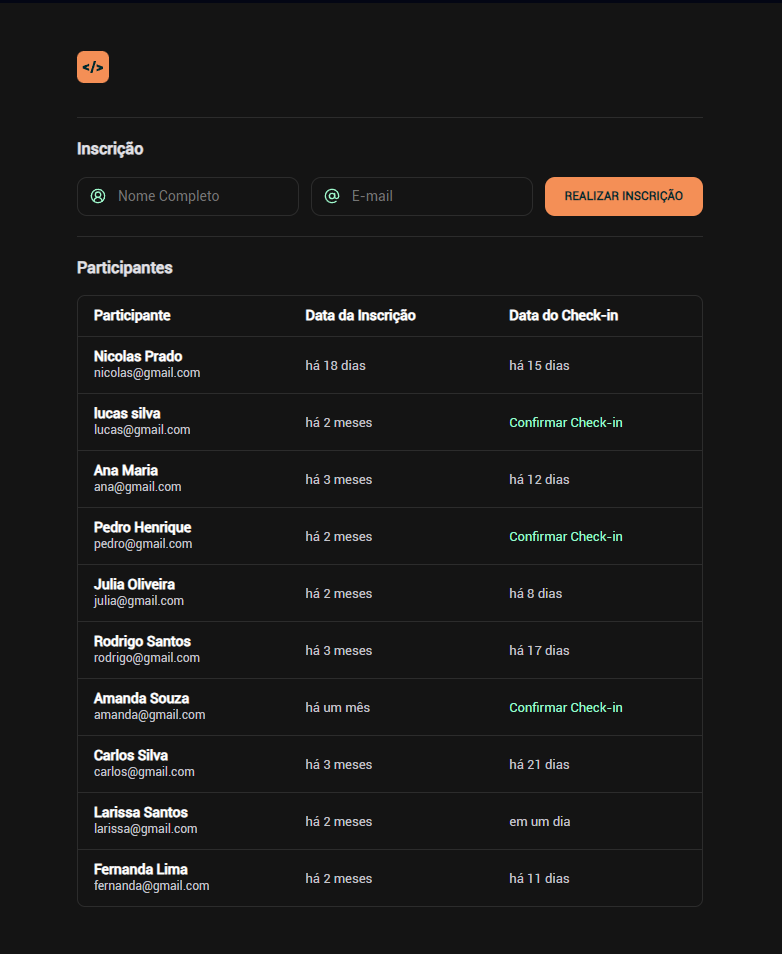 </>
Inscrição
Nome Completo
E-mail
REALIZAR INSCRIÇÃO
Participantes
Participante Data da Inscrição Data do Check-in
Nicolas Prado
nicolas@gmail.com
há 18 dias
há 15 dias
lucas silva
lucas@gmail.com
há 2 meses
Confirmar Check-in
Ana Maria
ana@gmail.com
há 3 meses
há 12 dias
Pedro Henrique
pedro@gmail.com
há 2 meses
Confirmar Check-in
Julia Oliveira
julia@gmail.com
há 2 meses
há 8 dias
Rodrigo Santos
rodrigo@gmail.com
há 3 meses
há 17 dias
Amanda Souza
amanda@gmail.com
há um mês
Confirmar Check-in
Carlos Silva
carlos@gmail.com
há 3 meses
há 21 dias
Larissa Santos
larissa@gmail.com
há 2 meses
em um dia
Fernanda Lima
fernanda@gmail.com
há 2 meses
há 11 dias